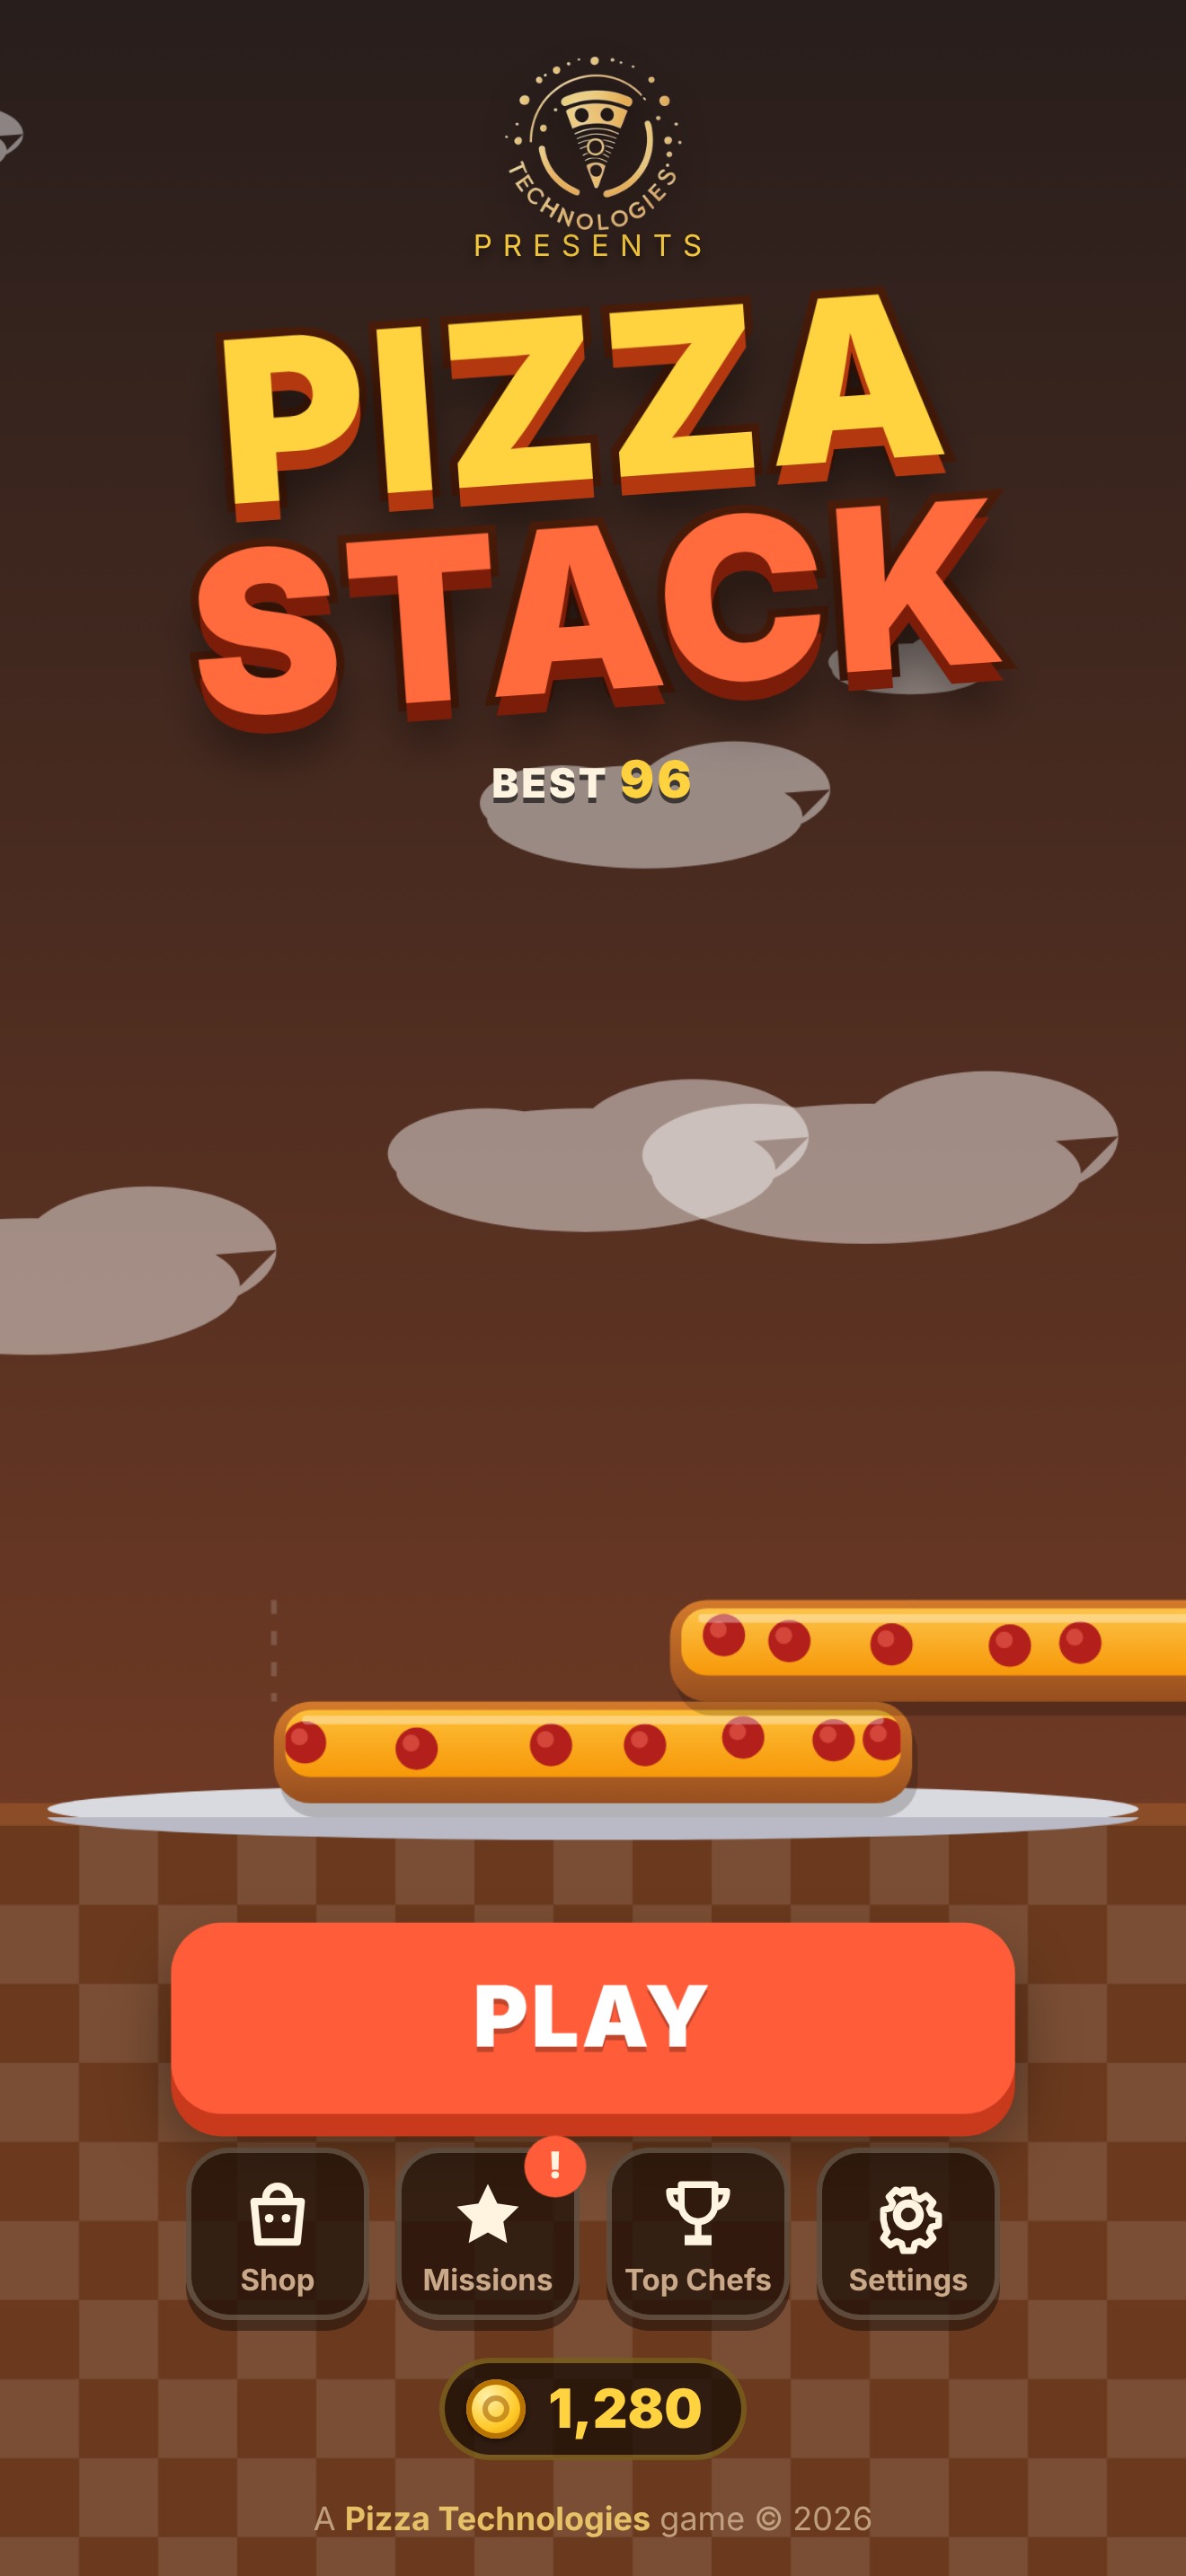 TECHNOLOGIES
PRESENTS
PIZZA
STACK
BEST 96
PLAY
!
Shop Missions Top Chefs Settings
1,280
A Pizza Technologies game © 2026